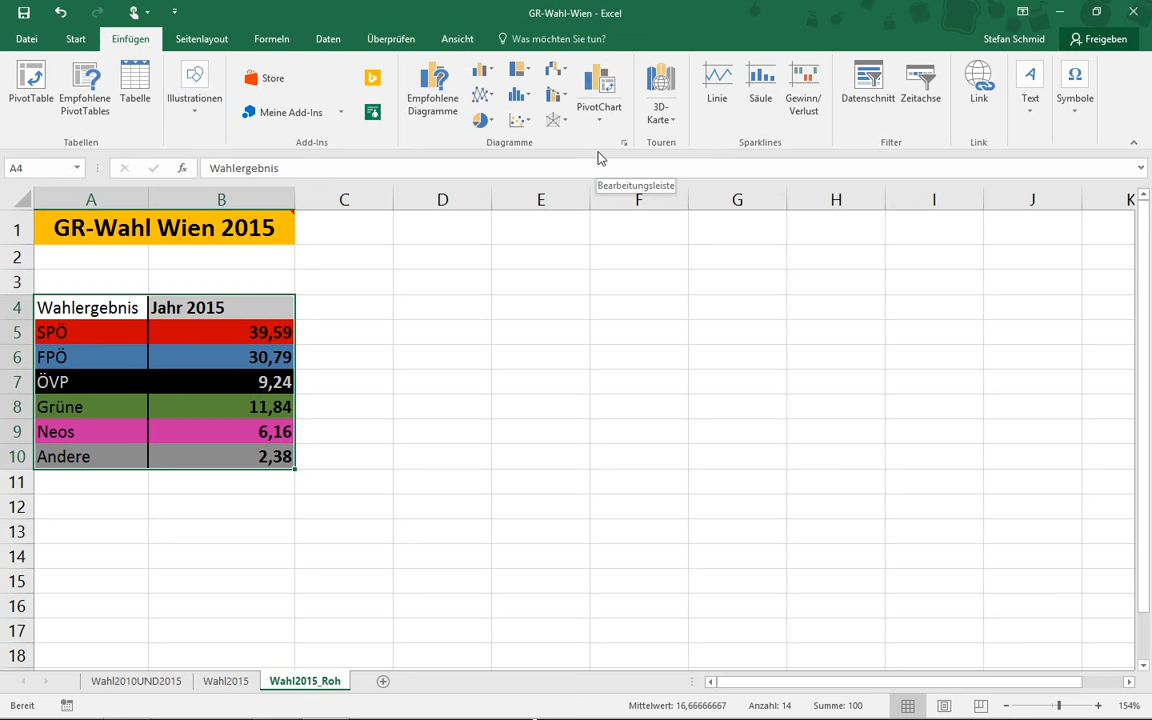 GR-Wahl-Wien - Excel
Datei Start Einfügen Seitenlayout Formeln Daten Überprüfen Ansicht Was möchten Sie tun? Stefan Schmid Freigeben
PivotTable
Empfohlene PivotTables
Tabelle
Tabellen
Illustrationen
Store
Meine Add-Ins
Add-Ins
Empfohlene Diagramme
PivotChart
Diagramme
3D-Karte
Touren
Linie
Säule
Gewinn/Verlust
Sparklines
Datenschnitt
Zeitachse
Filter
Link
Link
Text
Symbole
A4 fx Wahlergebnis
Bearbeitungsleiste
A B C D E F G H I J K
1 GR-Wahl Wien 2015
2
3
4 Wahlergebnis Jahr 2015
5 SPÖ 39,59
6 FPÖ 30,79
7 ÖVP 9,24
8 Grüne 11,84
9 Neos 6,16
10 Andere 2,38
11
12
13
14
15
16
17
18
Wahl2010UND2015 Wahl2015 Wahl2015_Roh
Bereit Mittelwert: 16,66666667 Anzahl: 14 Summe: 100 154%